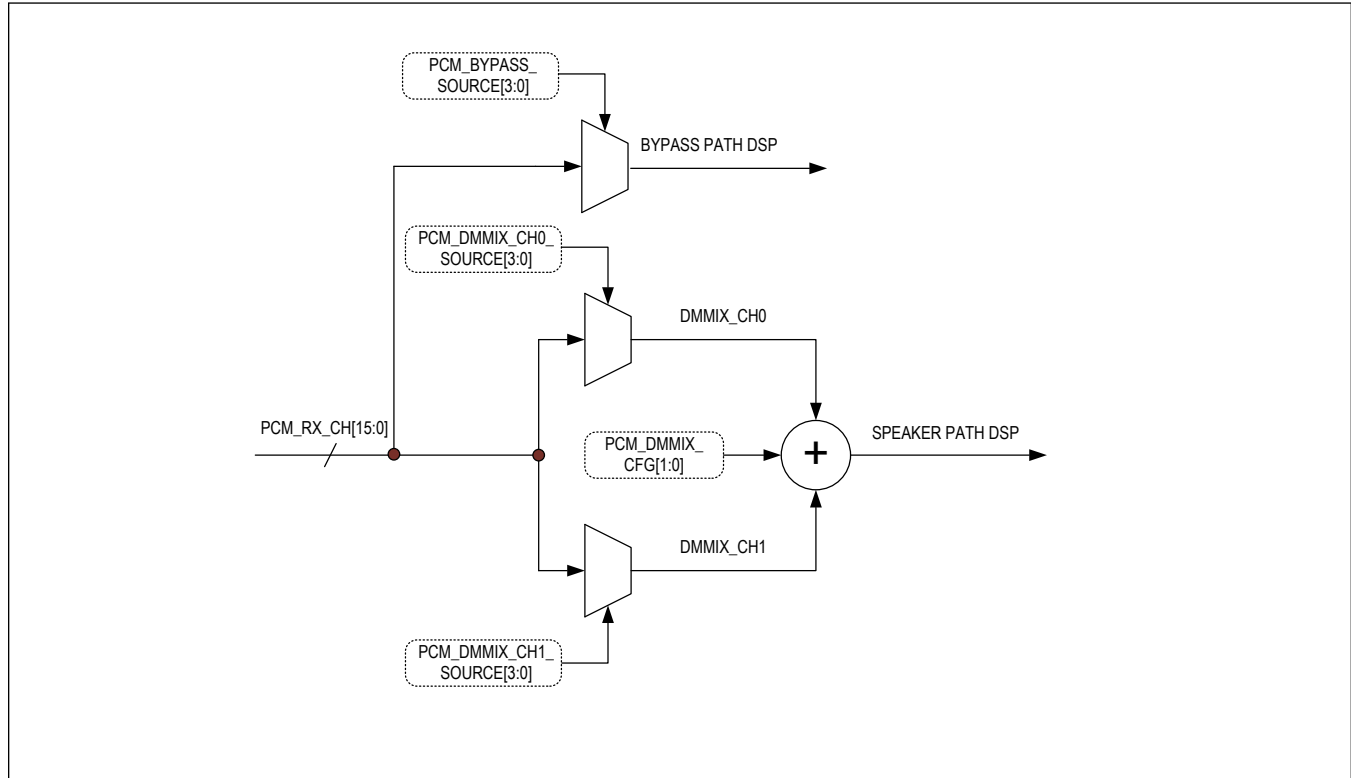 PCM_BYPASS_
SOURCE[3:0]
BYPASS PATH DSP
PCM_DMMIX_CH0_
SOURCE[3:0]
DMMIX_CH0
PCM_RX_CH[15:0]
PCM_DMMIX_
CFG[1:0]
+
SPEAKER PATH DSP
DMMIX_CH1
PCM_DMMIX_CH1_
SOURCE[3:0]